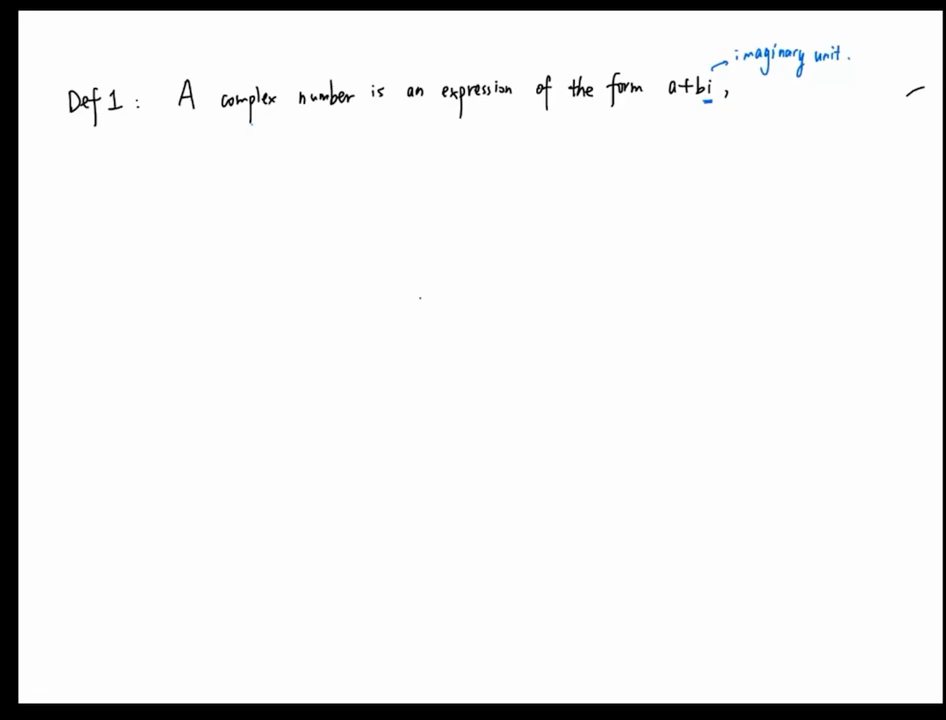 imaginary unit.
Def 1: A complex number is an expression of the form a+bi,